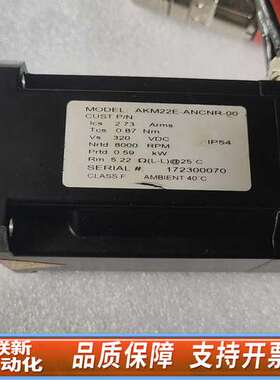 MODEL AKM22E-ANCNR-00
CUST P/N
Ics 2.73 Arms
Tcs 0.87 Nm
Vs 320 VDC
Nrtd 8000 RPM
IP54
Prtd 0.59 kW
Rm 5.22 Ω(L-L)@25°C
SERIAL # 172300070
CLASS F AMBIENT 40°C
联新
自动化
品质保障 支持开票